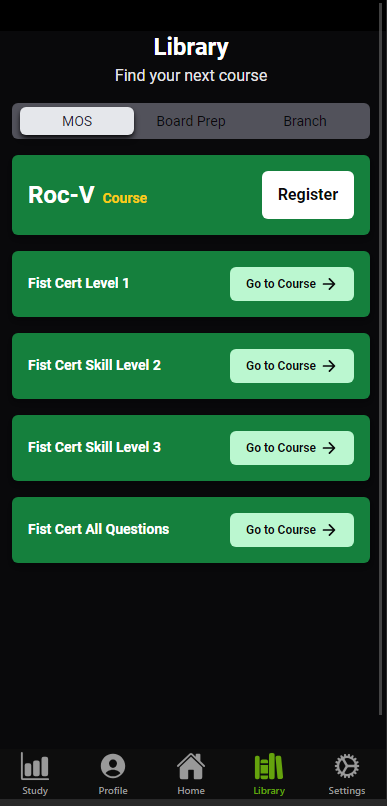 Library
Find your next course
MOS Board Prep Branch
Roc-V Course Register
Fist Cert Level 1 Go to Course
Fist Cert Skill Level 2 Go to Course
Fist Cert Skill Level 3 Go to Course
Fist Cert All Questions Go to Course
Study Profile Home Library Settings